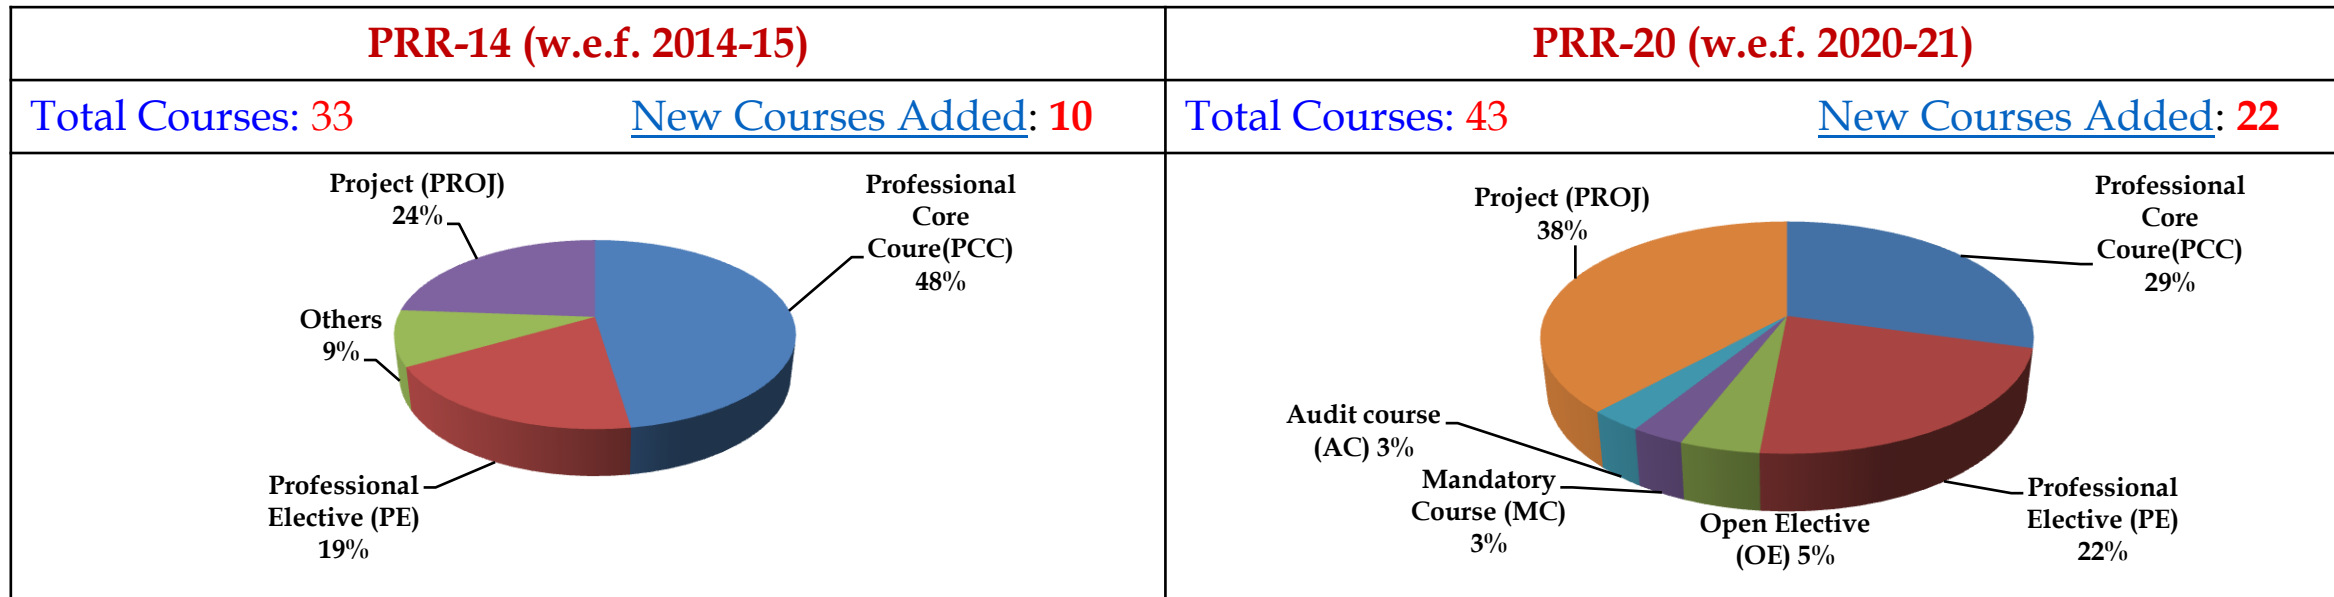 PRR-14 (w.e.f. 2014-15)
PRR-20 (w.e.f. 2020-21)
Total Courses: 33
New Courses Added: 10
Total Courses: 43
New Courses Added: 22
Project (PROJ)
24%
Professional
Core
Coure(PCC)
48%
Others
9%
Professional
Elective (PE)
19%
Project (PROJ)
38%
Professional
Core
Coure(PCC)
29%
Audit course
(AC) 3%
Mandatory
Course (MC)
3%
Open Elective
(OE) 5%
Professional
Elective (PE)
22%